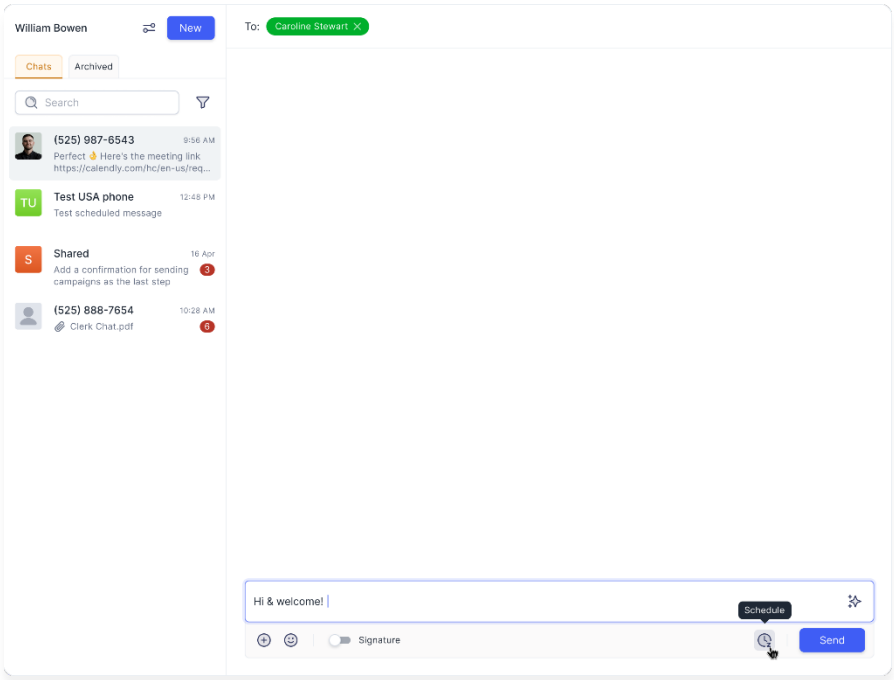 William Bowen
New
To: Caroline Stewart
Chats
Archived
Search
(525) 987-6543
9:56 AM
Perfect 👌 Here's the meeting link
https://calendly.com/hc/en-us/req...
TU
Test USA phone
12:48 PM
Test scheduled message
S
Shared
16 Apr
Add a confirmation for sending
3
campaigns as the last step
(525) 888-7654
10:28 AM
Clerk Chat.pdf
6
Hi & welcome!
Schedule
Signature
Send